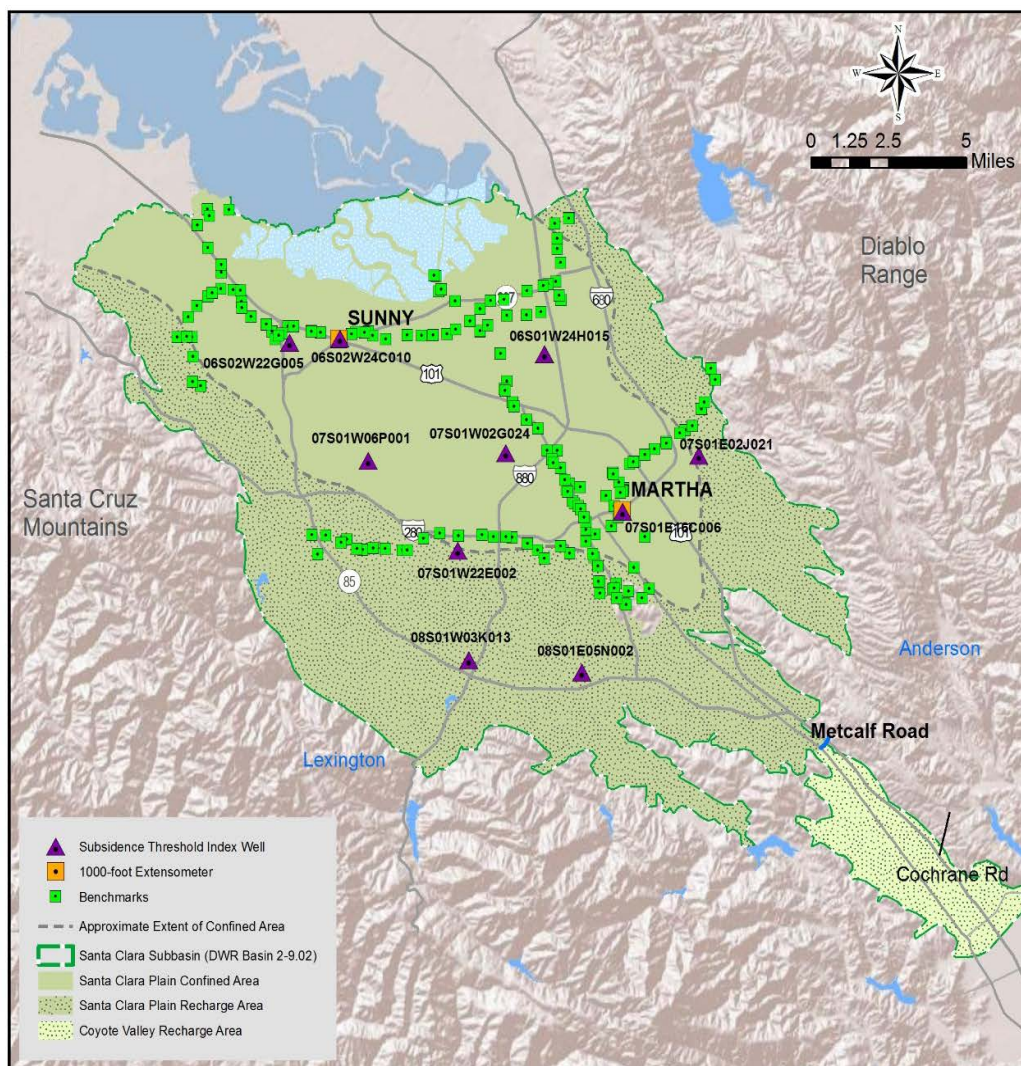 N
W
E
S
0 1.25 2.5 5
Miles
Diablo
Range
680
237
SUNNY
06S02W22G005
06S02W24C010
06S01W24H015
101
07S01W06P001
07S01W02G024
07S01E02J021
880
Santa Cruz
Mountains
MARTHA
07S01E16C006
101
280
07S01W22E002
85
08S01W03K013
08S01E05N002
Anderson
Metcalf Road
Lexington
Cochrane Rd
Subsidence Threshold Index Well
1000-foot Extensometer
Benchmarks
Approximate Extent of Confined Area
Santa Clara Subbasin (DWR Basin 2-9.02)
Santa Clara Plain Confined Area
Santa Clara Plain Recharge Area
Coyote Valley Recharge Area